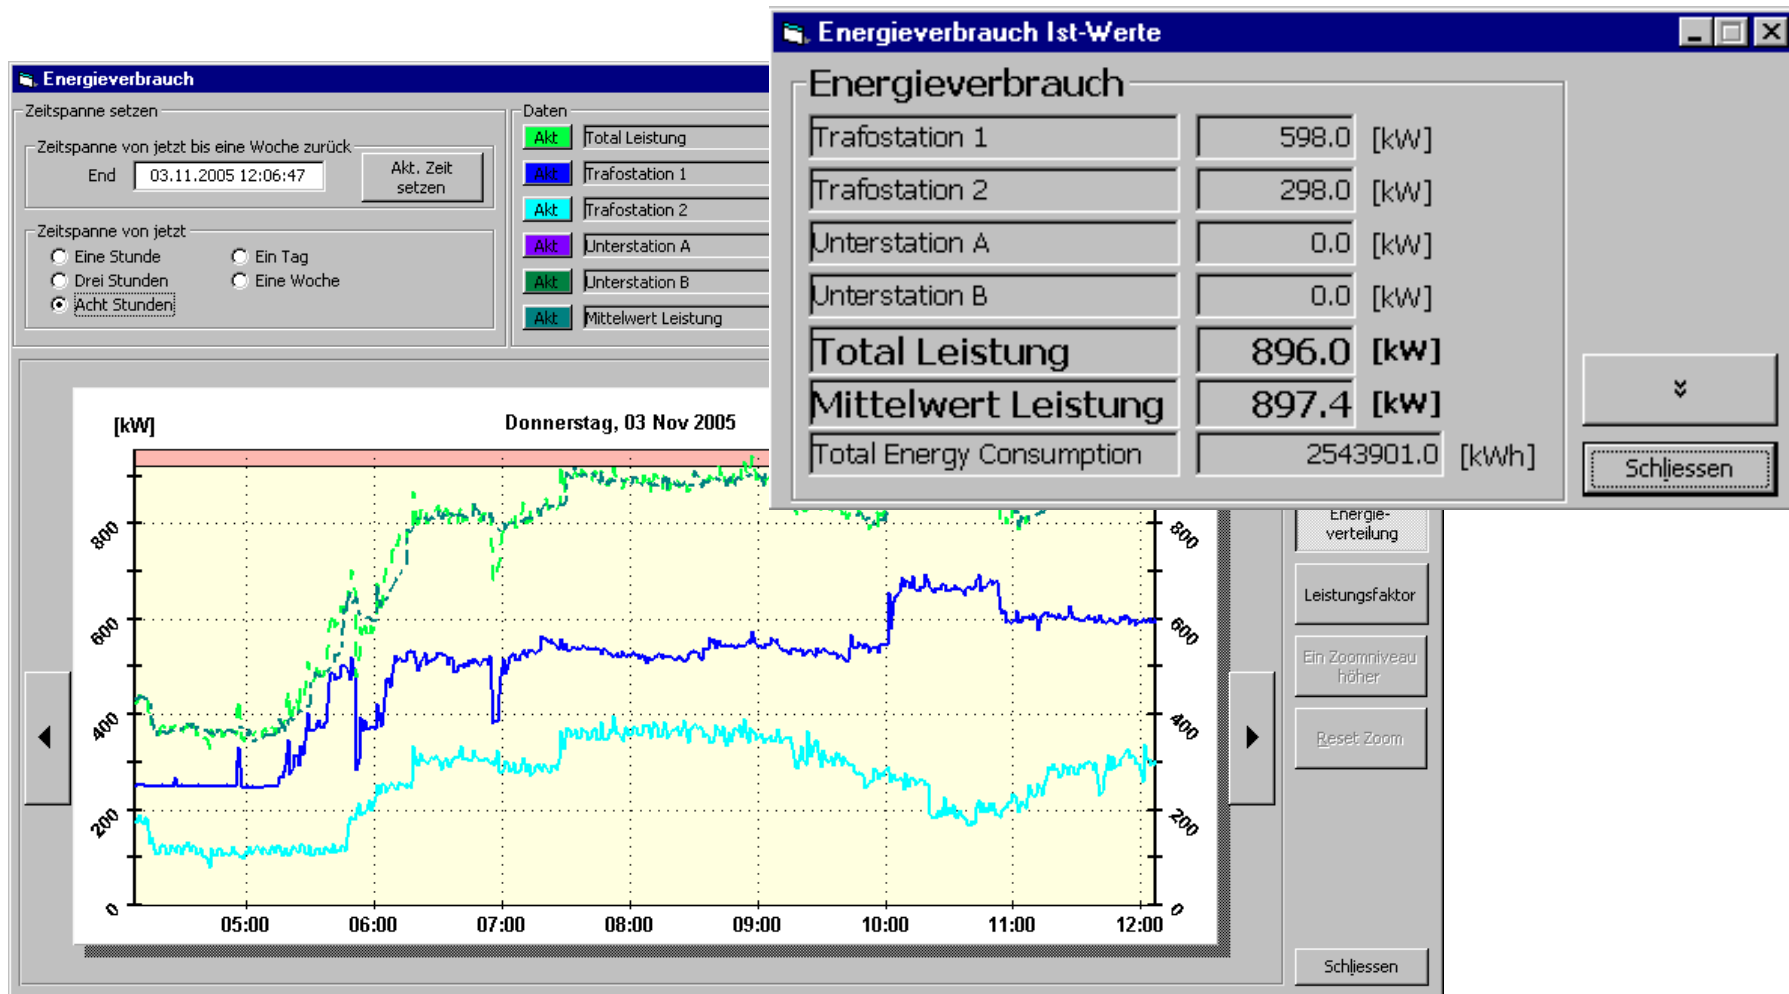 Energieverbrauch Ist-Werte
Energieverbrauch
Trafostation 1 598.0 [kW]
Trafostation 2 298.0 [kW]
Unterstation A 0.0 [kW]
Unterstation B 0.0 [kW]
Total Leistung 896.0 [kW]
Mittelwert Leistung 897.4 [kW]
Total Energy Consumption 2543901.0 [kWh]
Schliessen
Energieverbrauch
Zeitspanne setzen
Zeitspanne von jetzt bis eine Woche zurück
End 03.11.2005 12:06:47
Akt. Zeit
setzen
Zeitspanne von jetzt
Eine Stunde
Ein Tag
Drei Stunden
Eine Woche
Acht Stunden
Daten
Akt Total Leistung
Akt Trafostation 1
Akt Trafostation 2
Akt Unterstation A
Akt Unterstation B
Akt Mittelwert Leistung
[kW]
Donnerstag, 03 Nov 2005
800
600
400
200
0
800
600
400
200
0
05:00 06:00 07:00 08:00 09:00 10:00 11:00 12:00
Energie-
verteilung
Leistungsfaktor
Ein Zoomniveau
höher
Reset Zoom
Schliessen